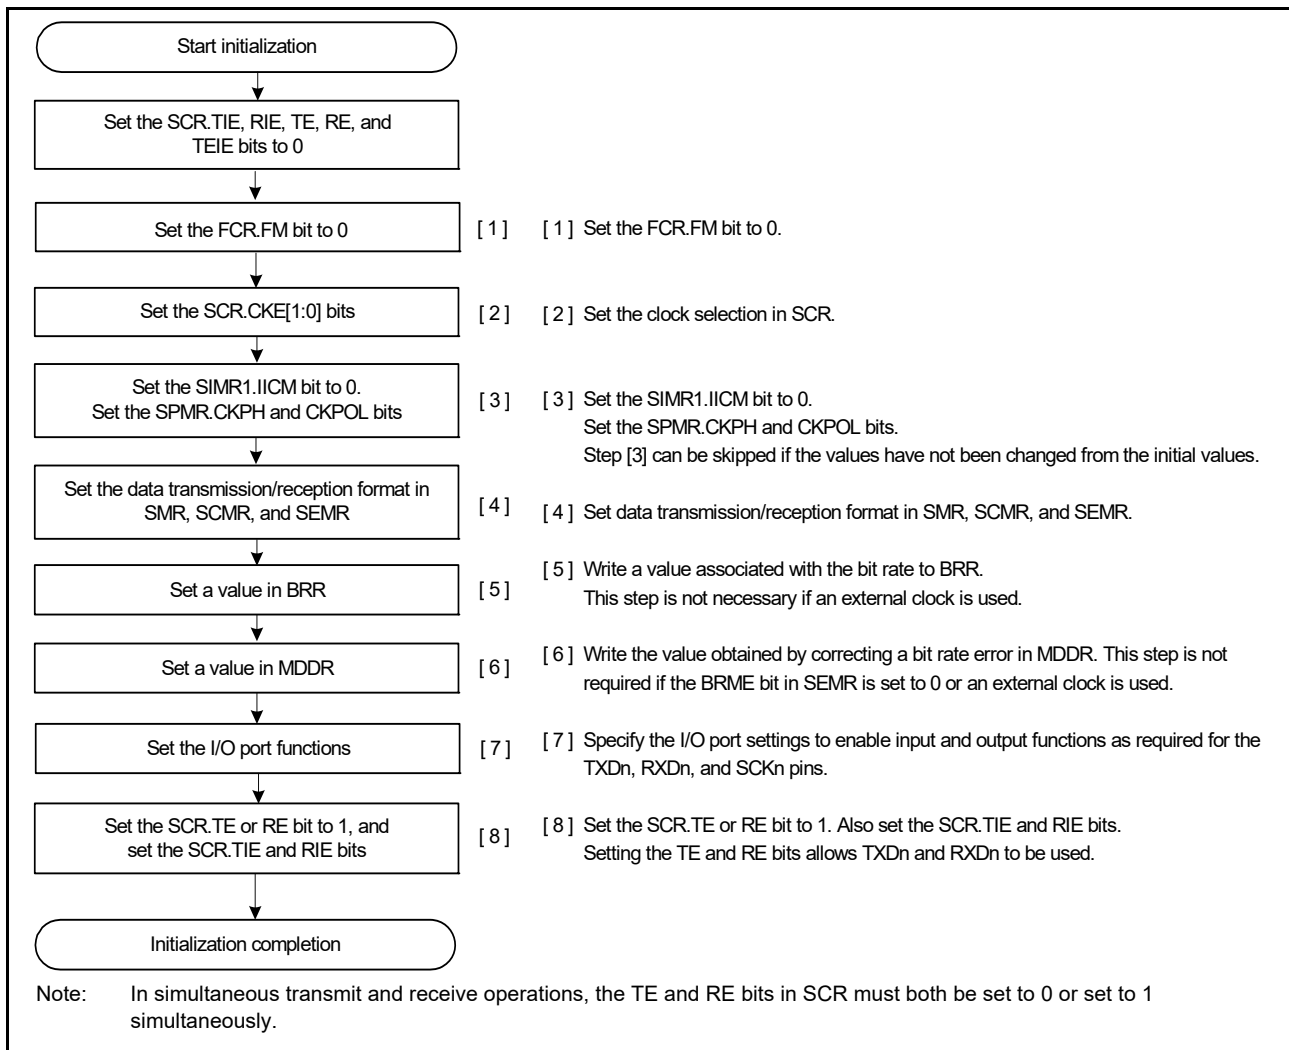 Start initialization
Set the SCR.TIE, RIE, TE, RE, and
TEIE bits to 0
Set the FCR.FM bit to 0
[ 1 ]
[ 1 ] Set the FCR.FM bit to 0.
Set the SCR.CKE[1:0] bits
[ 2 ]
[ 2 ] Set the clock selection in SCR.
Set the SIMR1.IICM bit to 0.
Set the SPMR.CKPH and CKPOL bits
[ 3 ]
[ 3 ] Set the SIMR1.IICM bit to 0.
Set the SPMR.CKPH and CKPOL bits.
Step [3] can be skipped if the values have not been changed from the initial values.
Set the data transmission/reception format in
SMR, SCMR, and SEMR
[ 4 ]
[ 4 ] Set data transmission/reception format in SMR, SCMR, and SEMR.
Set a value in BRR
[ 5 ]
[ 5 ] Write a value associated with the bit rate to BRR.
This step is not necessary if an external clock is used.
Set a value in MDDR
[ 6 ]
[ 6 ] Write the value obtained by correcting a bit rate error in MDDR. This step is not
required if the BRME bit in SEMR is set to 0 or an external clock is used.
Set the I/O port functions
[ 7 ]
[ 7 ] Specify the I/O port settings to enable input and output functions as required for the
TXDn, RXDn, and SCKn pins.
Set the SCR.TE or RE bit to 1, and
set the SCR.TIE and RIE bits
[ 8 ]
[ 8 ] Set the SCR.TE or RE bit to 1. Also set the SCR.TIE and RIE bits.
Setting the TE and RE bits allows TXDn and RXDn to be used.
Initialization completion
Note: In simultaneous transmit and receive operations, the TE and RE bits in SCR must both be set to 0 or set to 1
simultaneously.